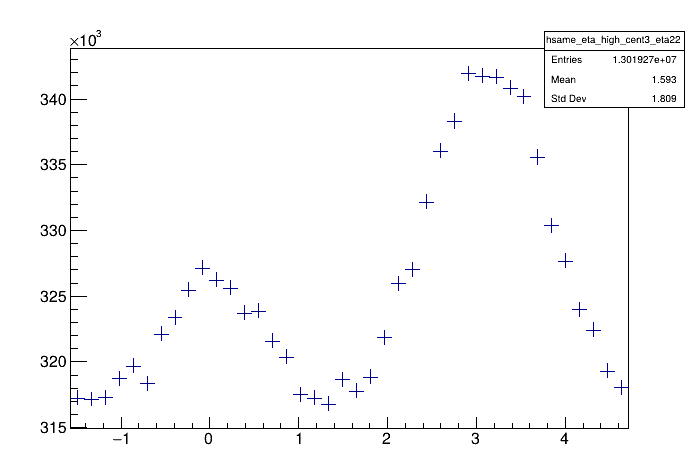 ×10³
hsame_eta_high_cent3_eta22
Entries 1.301927e+07
Mean 1.593
Std Dev 1.809
340
335
330
325
320
315
−1 0 1 2 3 4